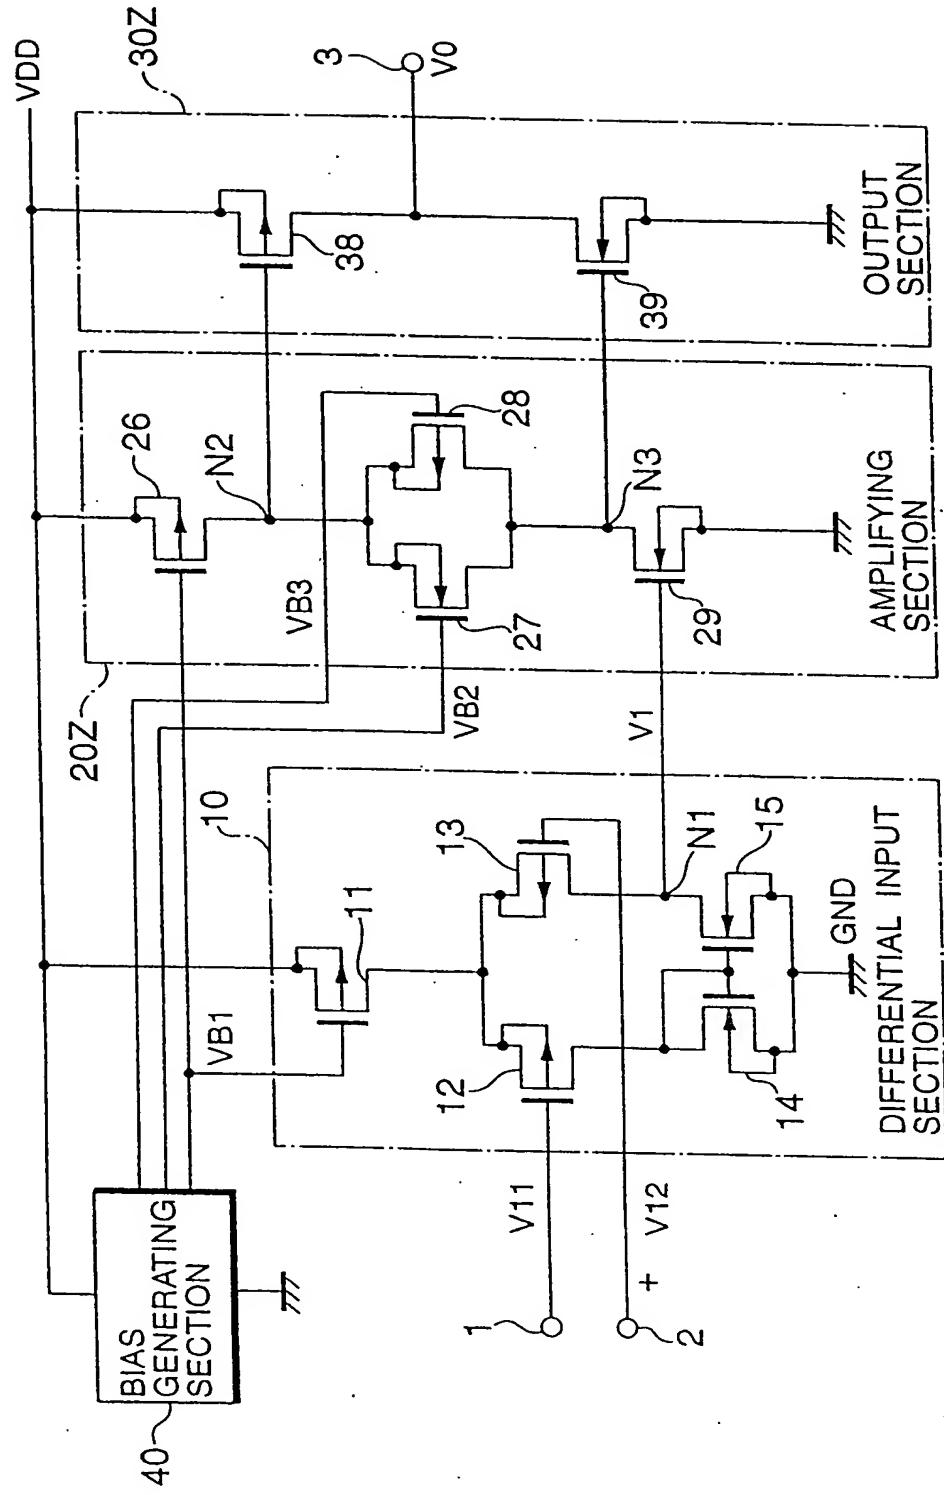 VDD
30Z
3
V0
38
39
OUTPUT
SECTION
26
N2
28
VB3
27
VB2
N3
29
AMPLIFYING
SECTION
20Z
V1
10
11
13
12
VB1
N1
15
14
GND
DIFFERENTIAL INPUT
SECTION
V11
V12
+
1
2
BIAS
GENERATING
SECTION
40